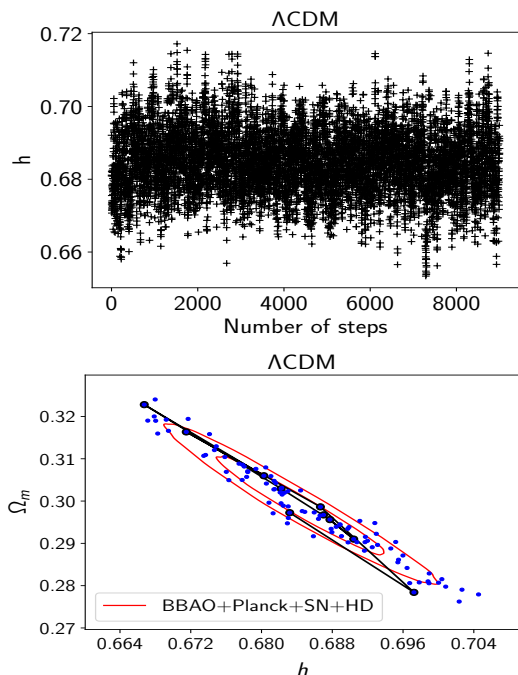 ΛCDM
0.72
0.70
0.68
0.66
h
0 2000 4000 6000 8000
Number of steps
ΛCDM
0.32
0.31
0.30
0.29
0.28
0.27
Ω_m
BBAO+Planck+SN+HD
0.664 0.672 0.680 0.688 0.696 0.704
h